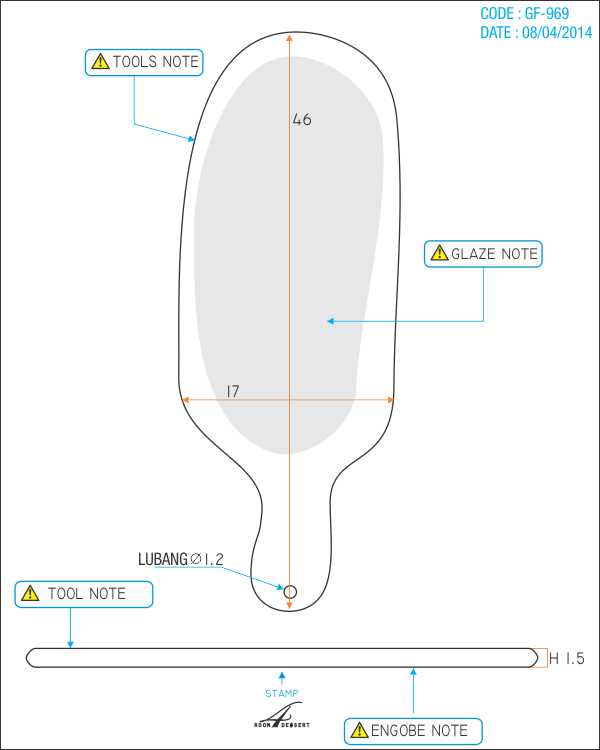 CODE : GF-969
DATE : 08/04/2014
TOOLS NOTE
46
GLAZE NOTE
17
LUBANG ∅1.2
TOOL NOTE
H 1.5
STAMP
ROOM 4 DESSERT
ENGOBE NOTE